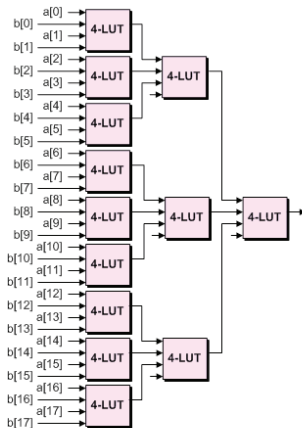 a[0]
b[0]
a[1]
b[1]
4-LUT
a[2]
b[2]
a[3]
b[3]
4-LUT
a[4]
b[4]
a[5]
b[5]
4-LUT
4-LUT
a[6]
b[6]
a[7]
b[7]
4-LUT
a[8]
b[8]
a[9]
b[9]
4-LUT
a[10]
b[10]
a[11]
b[11]
4-LUT
4-LUT
4-LUT
a[12]
b[12]
a[13]
b[13]
4-LUT
a[14]
b[14]
a[15]
b[15]
4-LUT
a[16]
b[16]
a[17]
b[17]
4-LUT
4-LUT